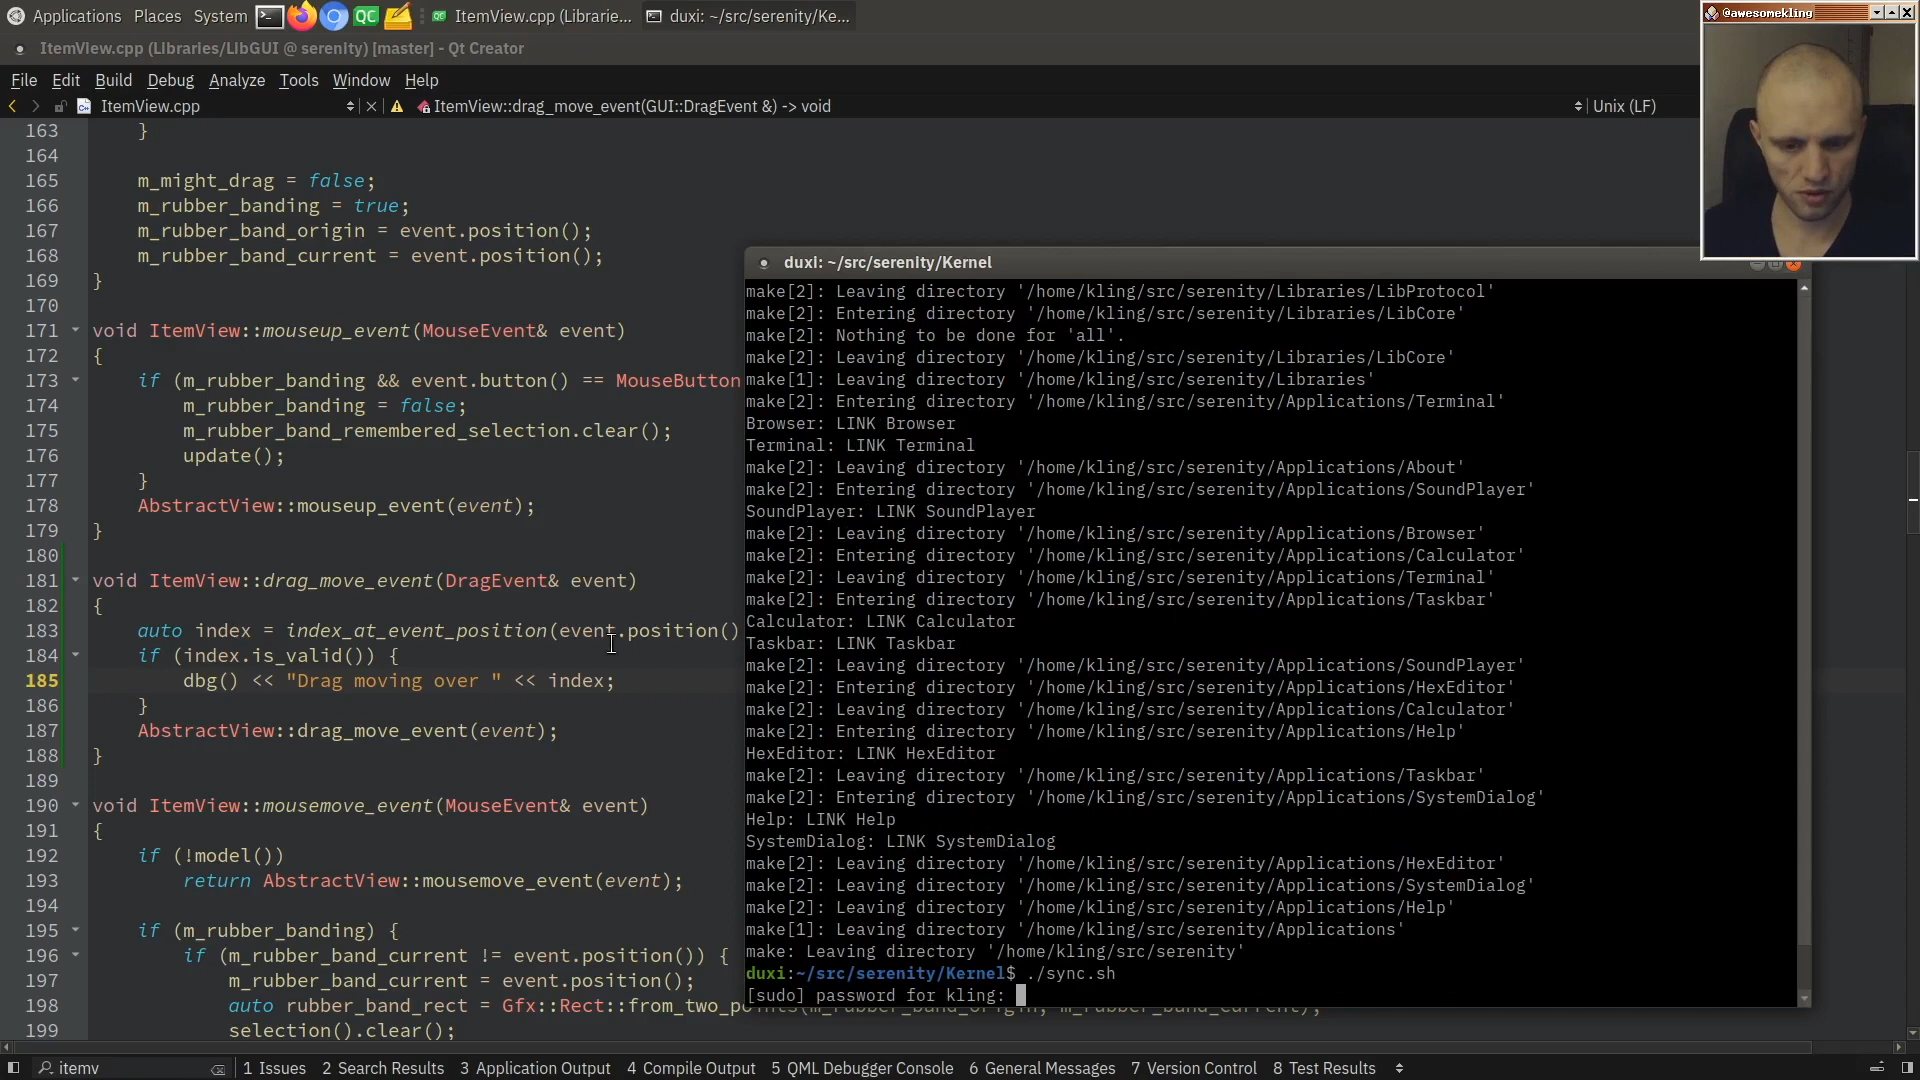 Applications Places System ItemView.cpp (Librarie... duxi: ~/src/serenity/Ke...
@awesomekling
ItemView.cpp (Libraries/LibGUI @ serenity) [master] - Qt Creator
File Edit Build Debug Analyze Tools Window Help
ItemView.cpp ItemView::drag_move_event(GUI::DragEvent &) -> void Unix (LF)
163 }
164
165 m_might_drag = false;
166 m_rubber_banding = true;
167 m_rubber_band_origin = event.position();
168 m_rubber_band_current = event.position();
169 }
170
171 void ItemView::mouseup_event(MouseEvent& event)
172 {
173 if (m_rubber_banding && event.button() == MouseButton
174 m_rubber_banding = false;
175 m_rubber_band_remembered_selection.clear();
176 update();
177 }
178 AbstractView::mouseup_event(event);
179 }
180
181 void ItemView::drag_move_event(DragEvent& event)
182 {
183 auto index = index_at_event_position(event.position()
184 if (index.is_valid()) {
185 dbg() << "Drag moving over " << index;
186 }
187 AbstractView::drag_move_event(event);
188 }
189
190 void ItemView::mousemove_event(MouseEvent& event)
191 {
192 if (!model())
193 return AbstractView::mousemove_event(event);
194
195 if (m_rubber_banding) {
196 if (m_rubber_band_current != event.position()) {
197 m_rubber_band_current = event.position();
198 auto rubber_band_rect = Gfx::Rect::from_two_points(m_rubber_band_origin, m_rubber_band_current);
199 selection().clear();
duxi: ~/src/serenity/Kernel
make[2]: Leaving directory '/home/kling/src/serenity/Libraries/LibProtocol'
make[2]: Entering directory '/home/kling/src/serenity/Libraries/LibCore'
make[2]: Nothing to be done for 'all'.
make[2]: Leaving directory '/home/kling/src/serenity/Libraries/LibCore'
make[1]: Leaving directory '/home/kling/src/serenity/Libraries'
make[2]: Entering directory '/home/kling/src/serenity/Applications/Terminal'
Browser: LINK Browser
Terminal: LINK Terminal
make[2]: Leaving directory '/home/kling/src/serenity/Applications/About'
make[2]: Entering directory '/home/kling/src/serenity/Applications/SoundPlayer'
SoundPlayer: LINK SoundPlayer
make[2]: Leaving directory '/home/kling/src/serenity/Applications/Browser'
make[2]: Entering directory '/home/kling/src/serenity/Applications/Calculator'
make[2]: Leaving directory '/home/kling/src/serenity/Applications/Terminal'
make[2]: Entering directory '/home/kling/src/serenity/Applications/Taskbar'
Calculator: LINK Calculator
Taskbar: LINK Taskbar
make[2]: Leaving directory '/home/kling/src/serenity/Applications/SoundPlayer'
make[2]: Entering directory '/home/kling/src/serenity/Applications/HexEditor'
make[2]: Leaving directory '/home/kling/src/serenity/Applications/Calculator'
make[2]: Entering directory '/home/kling/src/serenity/Applications/Help'
HexEditor: LINK HexEditor
make[2]: Leaving directory '/home/kling/src/serenity/Applications/Taskbar'
make[2]: Entering directory '/home/kling/src/serenity/Applications/SystemDialog'
Help: LINK Help
SystemDialog: LINK SystemDialog
make[2]: Leaving directory '/home/kling/src/serenity/Applications/HexEditor'
make[2]: Leaving directory '/home/kling/src/serenity/Applications/SystemDialog'
make[2]: Leaving directory '/home/kling/src/serenity/Applications/Help'
make[1]: Leaving directory '/home/kling/src/serenity/Applications'
make: Leaving directory '/home/kling/src/serenity'
duxi:~/src/serenity/Kernel$ ./sync.sh
[sudo] password for kling:
itemv 1 Issues 2 Search Results 3 Application Output 4 Compile Output 5 QML Debugger Console 6 General Messages 7 Version Control 8 Test Results